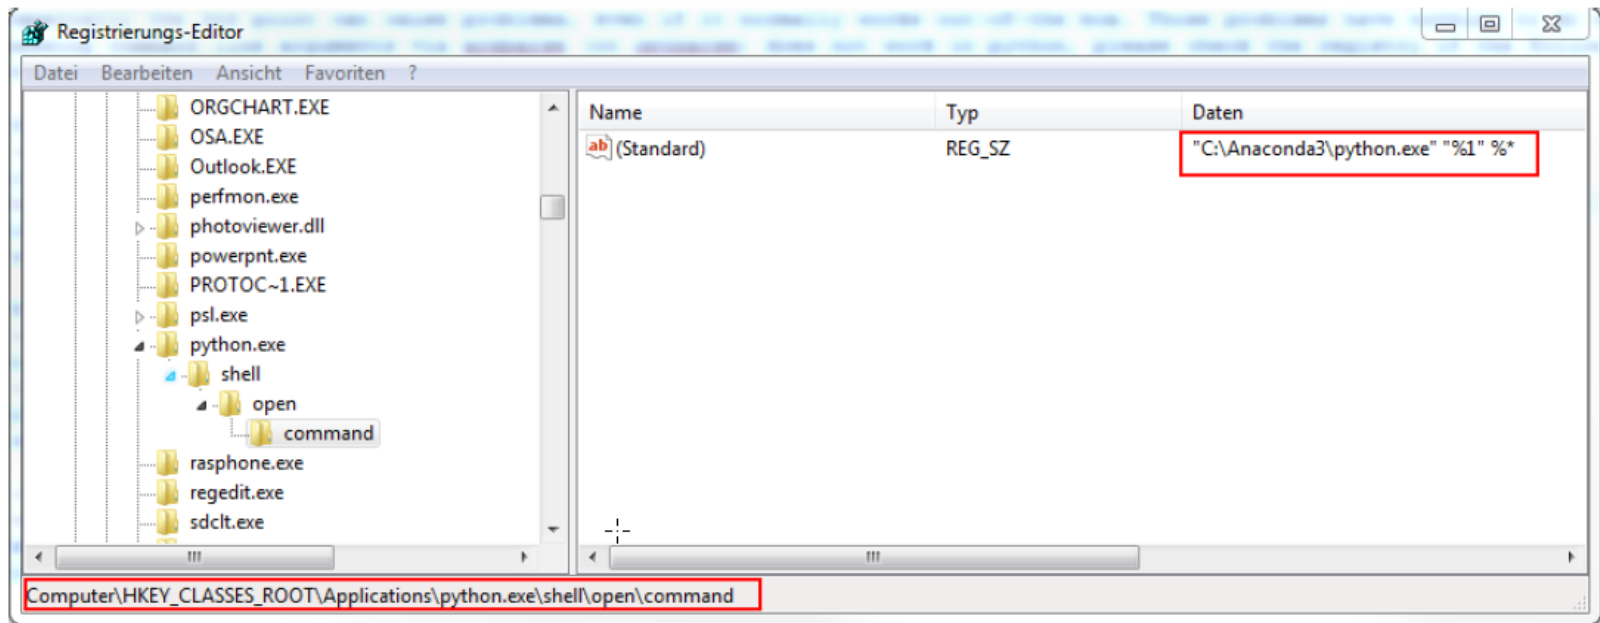 Registrierungs-Editor
Datei Bearbeiten Ansicht Favoriten ?
ORGCHART.EXE
OSA.EXE
Outlook.EXE
perfmon.exe
photoviewer.dll
powerpnt.exe
PROTOC~1.EXE
psl.exe
python.exe
shell
open
command
rasphone.exe
regedit.exe
sdclt.exe
Name Typ Daten
ab (Standard) REG_SZ "C:\Anaconda3\python.exe" "%1" %*
Computer\HKEY_CLASSES_ROOT\Applications\python.exe\shell\open\command